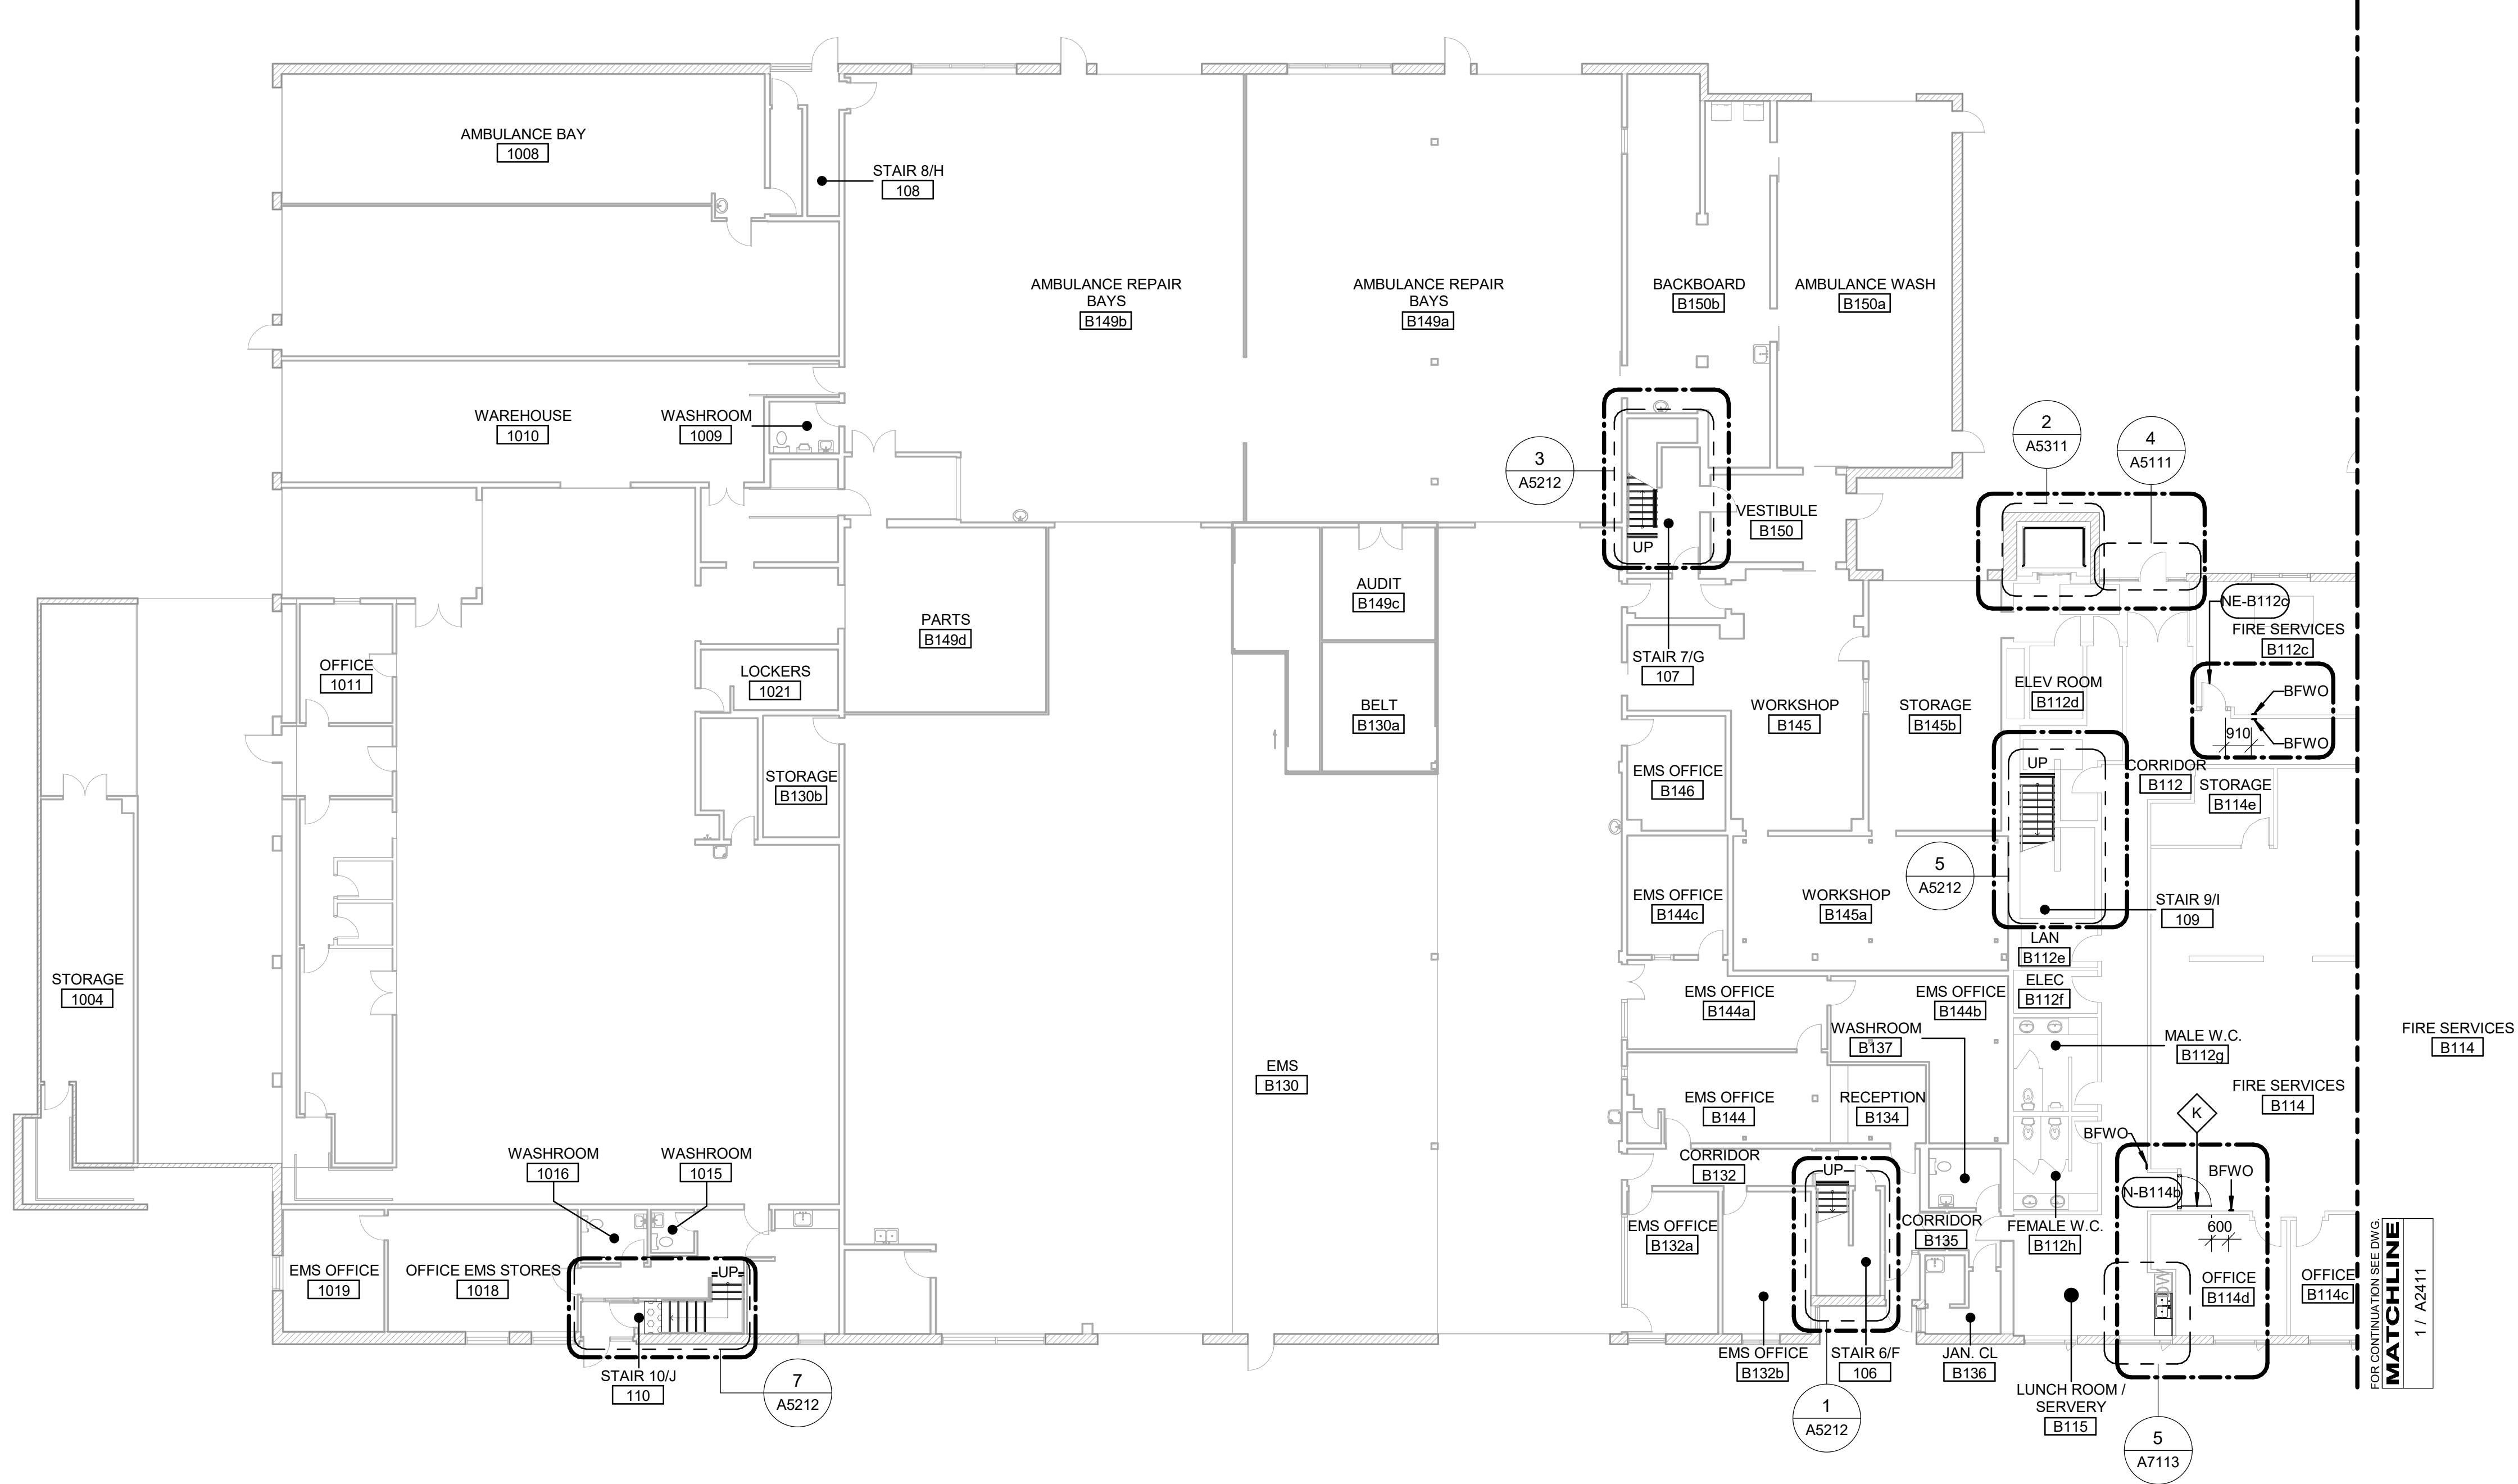 AMBULANCE BAY
1008
STAIR 8/H
108
AMBULANCE REPAIR
BAYS
B149b
AMBULANCE REPAIR
BAYS
B149a
BACKBOARD
B150b
AMBULANCE WASH
B150a
WAREHOUSE
1010
WASHROOM
1009
3
A5212
2
A5311
4
A5111
UP
VESTIBULE
B150
AUDIT
B149c
PARTS
B149d
NE-B112c
FIRE SERVICES
B112c
OFFICE
1011
LOCKERS
1021
STAIR 7/G
107
BELT
B130a
WORKSHOP
B145
STORAGE
B145b
ELEV ROOM
B112d
BFWO
910
BFWO
STORAGE
B130b
EMS OFFICE
B146
UP
CORRIDOR
B112
STORAGE
B114e
5
A5212
EMS OFFICE
B144c
WORKSHOP
B145a
STAIR 9/I
109
LAN
B112e
STORAGE
1004
EMS OFFICE
B144a
EMS OFFICE
B144b
ELEC
B112f
WASHROOM
B137
MALE W.C.
B112g
FIRE SERVICES
B114
EMS
B130
EMS OFFICE
B144
RECEPTION
B134
FIRE SERVICES
B114
K
BFWO
WASHROOM
1016
WASHROOM
1015
CORRIDOR
B132
UP
BFWO
N-B114b
EMS OFFICE
B132a
CORRIDOR
B135
FEMALE W.C.
B112h
600
EMS OFFICE
1019
OFFICE EMS STORES
1018
UP
DW
OFFICE
B114d
OFFICE
B114c
STAIR 10/J
110
7
A5212
EMS OFFICE
B132b
STAIR 6/F
106
JAN. CL
B136
LUNCH ROOM /
SERVERY
B115
1
A5212
5
A7113
FOR CONTINUATION SEE DWG.
MATCHLINE
1 / A2411